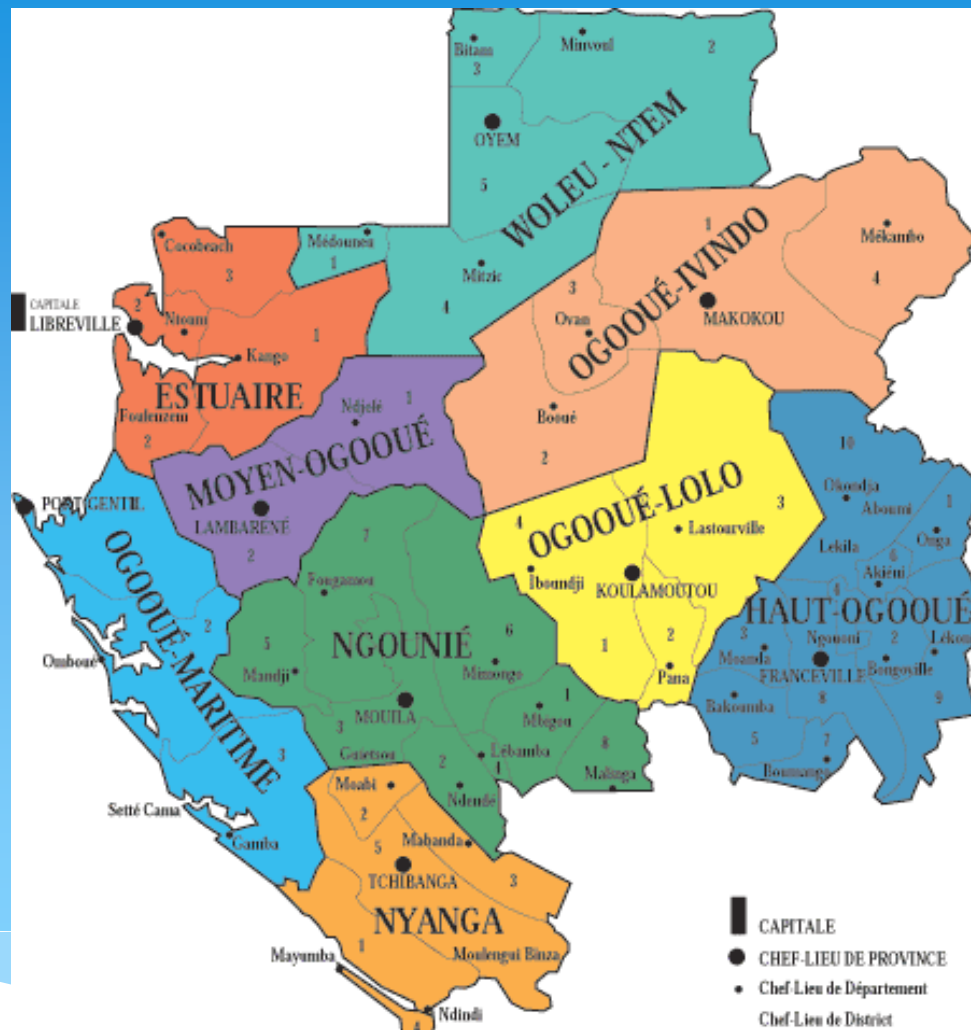 Bitam
3
Minvoul
2
OYEM
5
WOLEU - NTEM
Médouneu
1
Mitzic
4
Cocobeach
3
CAPITALE
LIBREVILLE
2
Ntoum
1
Kango
ESTUAIRE
Foulenzem
2
1
Mékambo
4
3
Ovan
MAKOKOU
OGOOUÉ-IVINDO
Booué
2
Ndjolé
1
MOYEN-OGOOUÉ
LAMBARENÉ
2
PORT-GENTIL
OGOOUÉ-MARITIME
2
Omboué
3
Setté Cama
Gamba
4
3
OGOOUÉ-LOLO
Lastourville
Iboundji
KOULAMOUTOU
1
2
Pana
10
Okondja
Aboumi
1
Onga
Lekila
6
Akiéni
4
HAUT-OGOOUÉ
3
Ngouoni
2
Lékou
Moanda
FRANCEVILLE
Bongoville
Bakoumba
8
9
5
7
Boumango
7
Fougamou
5
NGOUNIÉ
6
Mandji
Mimongo
MOUILA
1
Mbigou
3
Guietsou
2
Lébamba
4
8
Malinga
Ndendé
Moabi
2
5
Mabanda
3
TCHIBANGA
NYANGA
1
Mayumba
Moulengui Binza
Ndindi
4
CAPITALE
CHEF-LIEU DE PROVINCE
Chef-Lieu de Département
Chef-Lieu de District